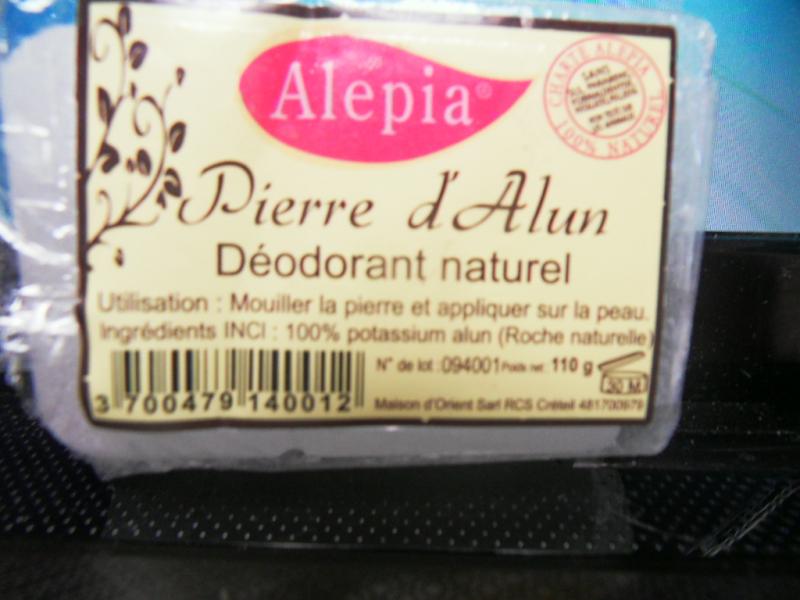 Alepia®
CHARTE ALEPIA
100% NATUREL
SANS
Pierre d'Alun
Déodorant naturel
Utilisation : Mouiller la pierre et appliquer sur la peau.
Ingrédients INCI : 100% potassium alun (Roche naturelle)
N° de lot : 094001 Poids net : 110 g
30 M
3 700479 140012
Maison d'Orient Sarl RCS Créteil 481700979